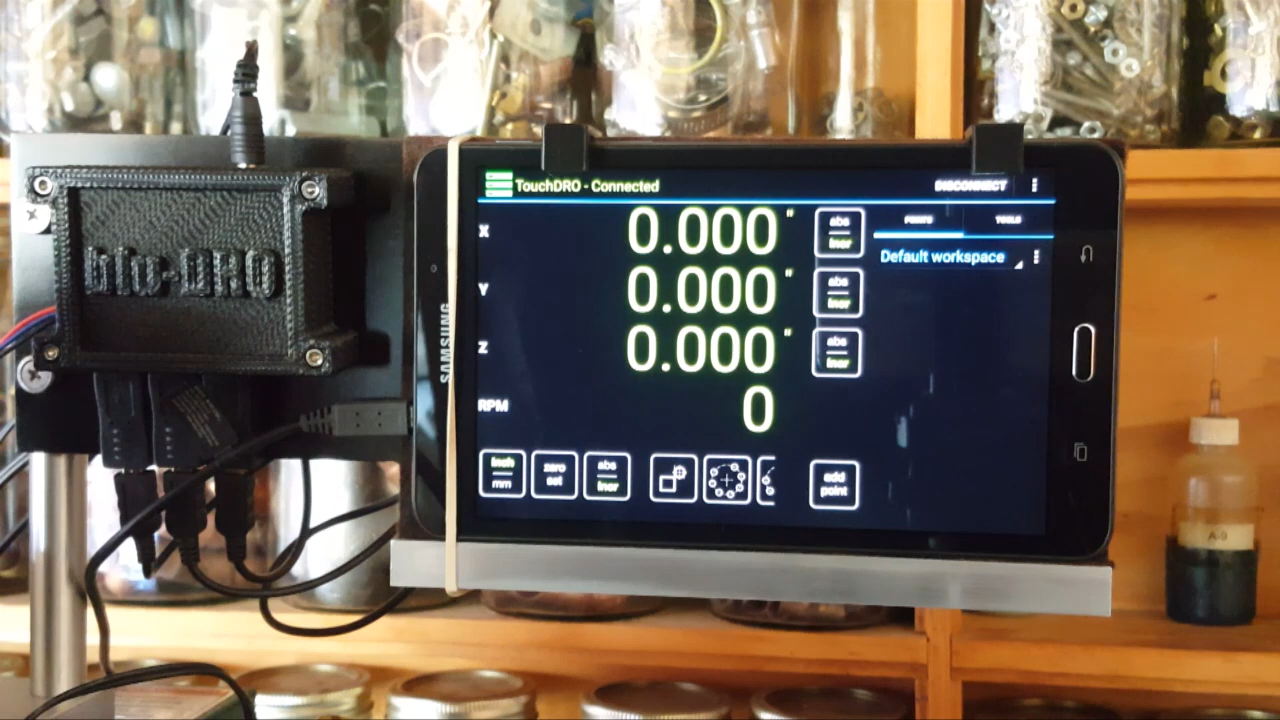 TouchDRO - Connected
DISCONNECT
X
0.000"
abs
incr
POINTS
TOOLS
Default workspace
Y
0.000"
abs
incr
Z
0.000"
abs
incr
RPM
0
inch
mm
zero
set
abs
incr
add
point
SAMSUNG
blu-DRO
A-9